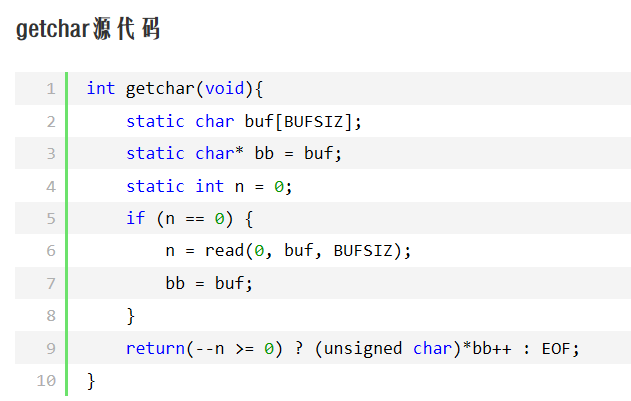 getchar源代码
1 int getchar(void){
2     static char buf[BUFSIZ];
3     static char* bb = buf;
4     static int n = 0;
5     if (n == 0) {
6         n = read(0, buf, BUFSIZ);
7         bb = buf;
8     }
9     return(--n >= 0) ? (unsigned char)*bb++ : EOF;
10 }